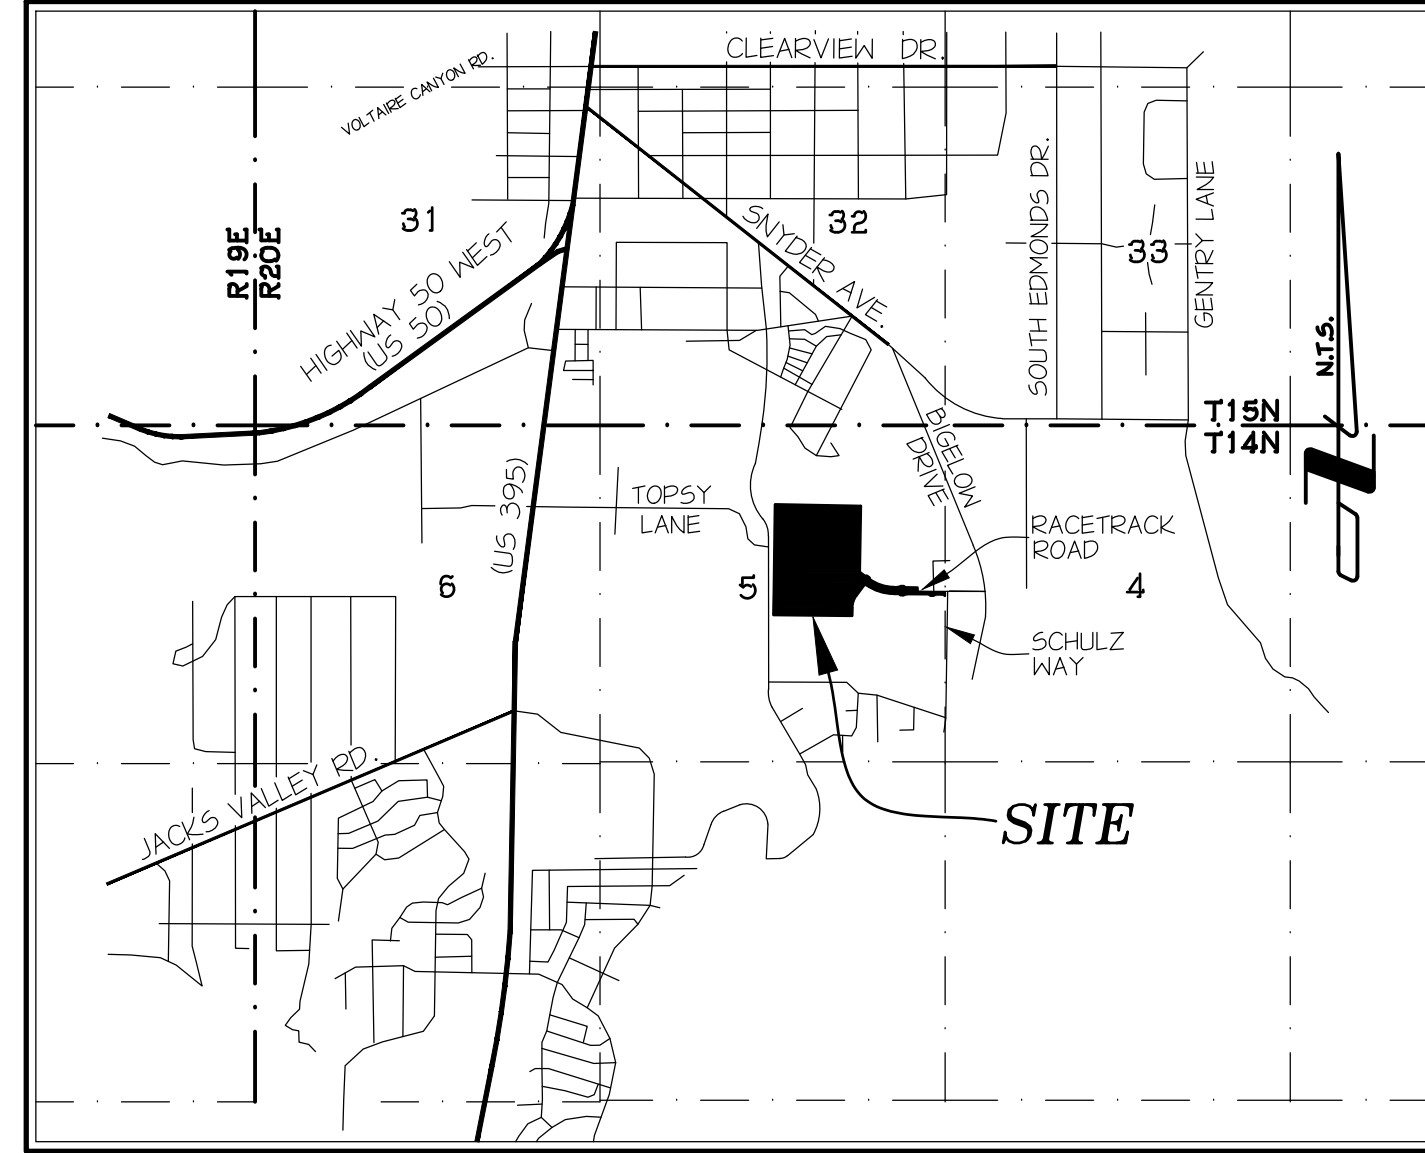 CLEARVIEW DR.
VOLTAIRE CANYON RD.
31
32
33
SNYDER AVE.
SOUTH EDMONDS DR.
GENTRY LANE
R19E
R20E
HIGHWAY 50 WEST
(US 50)
N.T.S.
T15N
T14N
Z
BIGELOW
DRIVE
(US 395)
TOPSY
LANE
RACETRACK
ROAD
6
5
4
SCHULZ
WAY
JACKS VALLEY RD.
SITE